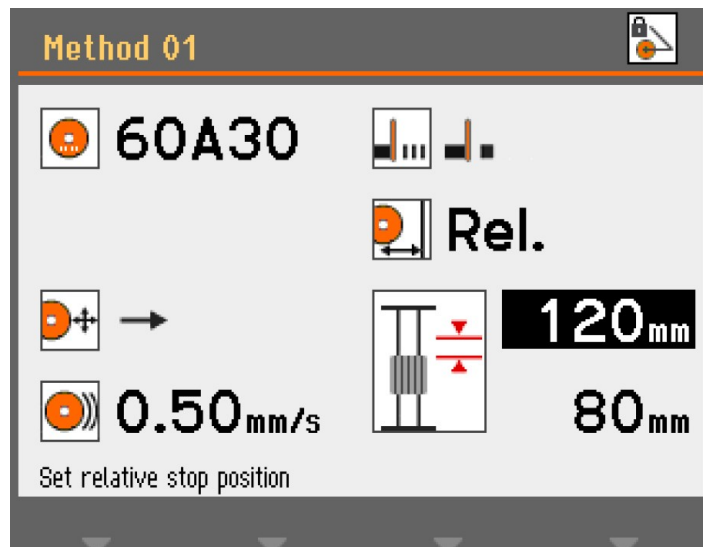 Method 01
60A30
Rel.
120mm
0.50mm/s
80mm
Set relative stop position